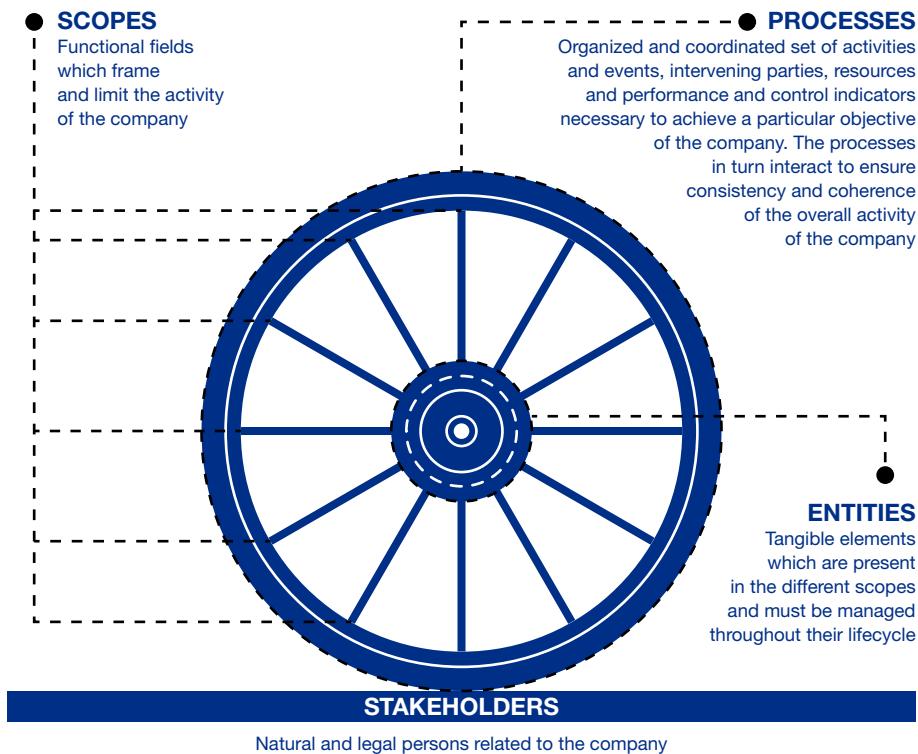 SCOPES
Functional fields
which frame
and limit the activity
of the company
PROCESSES
Organized and coordinated set of activities
and events, intervening parties, resources
and performance and control indicators
necessary to achieve a particular objective
of the company. The processes
in turn interact to ensure
consistency and coherence
of the overall activity
of the company
ENTITIES
Tangible elements
which are present
in the different scopes
and must be managed
throughout their lifecycle
STAKEHOLDERS
Natural and legal persons related to the company